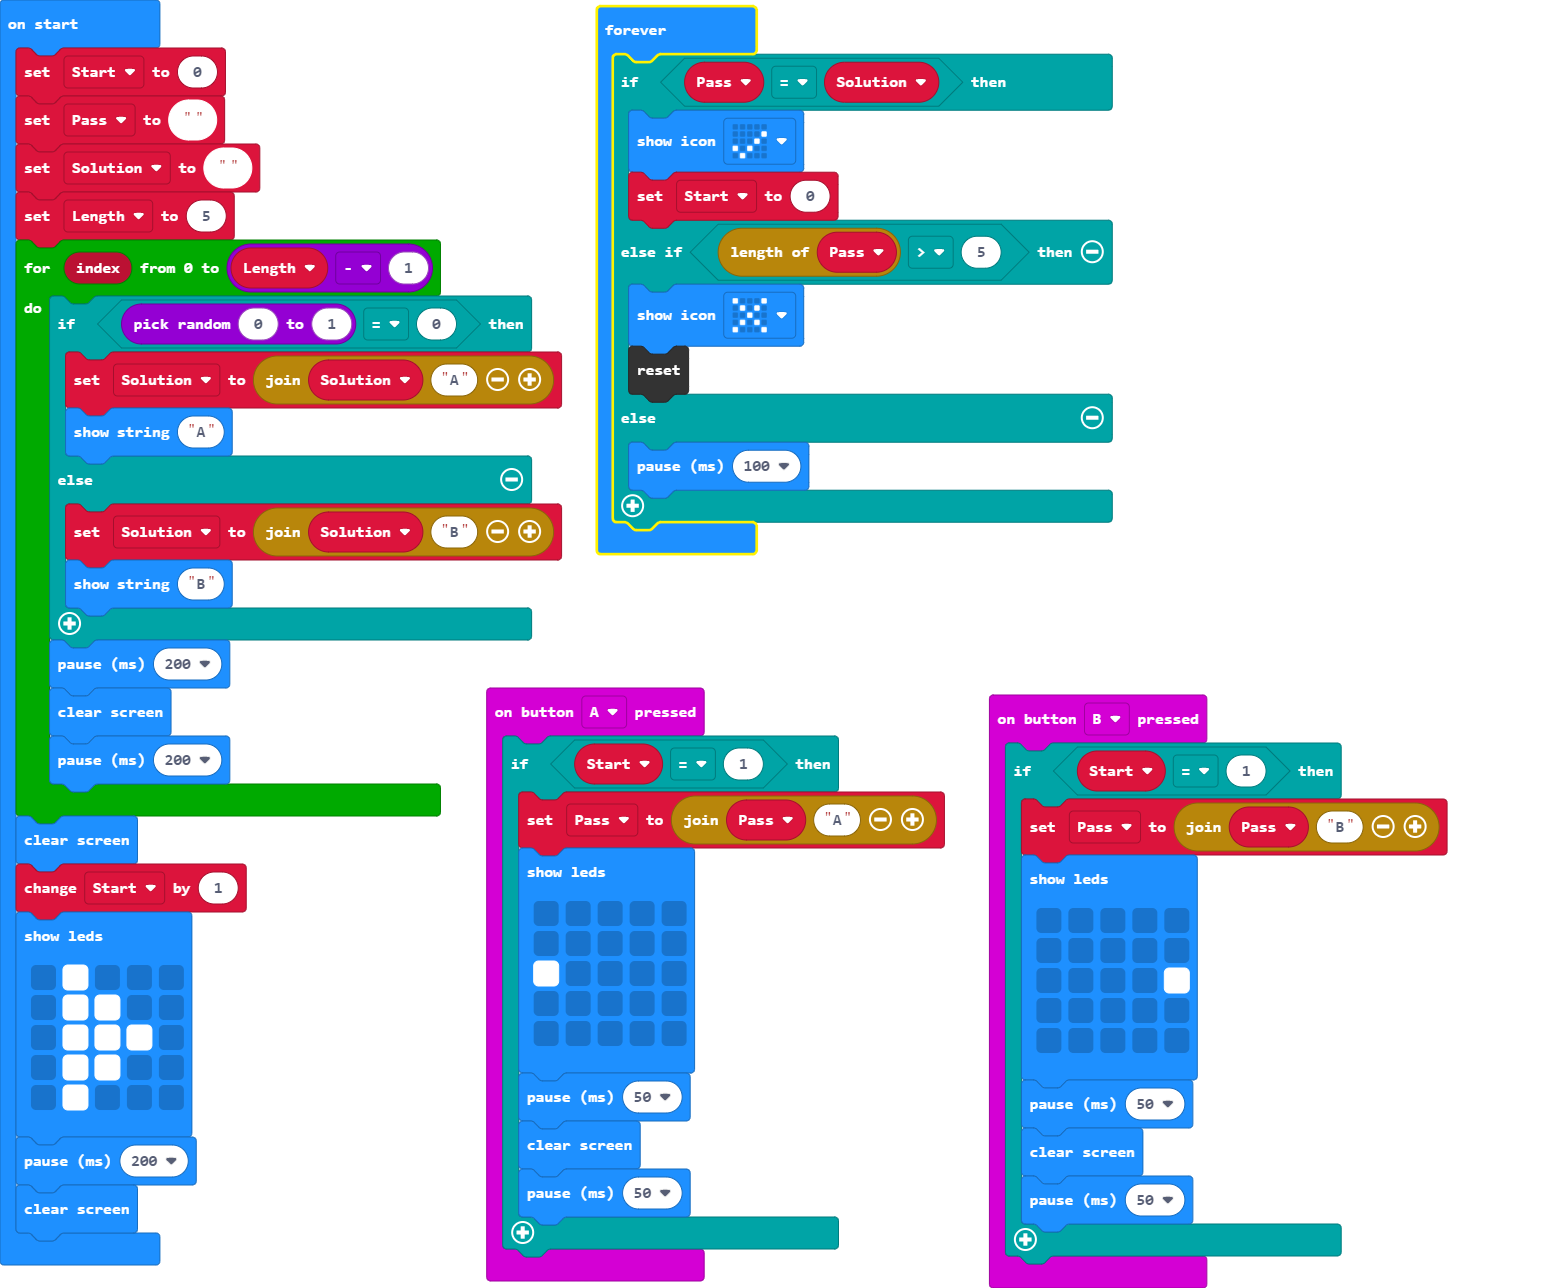 on start
set Start to 0
set Pass to " "
set Solution to " "
set Length to 5
for index from 0 to Length - 1
do
if pick random 0 to 1 = 0 then
set Solution to join Solution "A"
show string "A"
else
set Solution to join Solution "B"
show string "B"
pause (ms) 200
clear screen
pause (ms) 200
clear screen
change Start by 1
show leds
pause (ms) 200
clear screen
forever
if Pass = Solution then
show icon
set Start to 0
else if length of Pass > 5 then
show icon
reset
else
pause (ms) 100
on button A pressed
if Start = 1 then
set Pass to join Pass "A"
show leds
pause (ms) 50
clear screen
pause (ms) 50
on button B pressed
if Start = 1 then
set Pass to join Pass "B"
show leds
pause (ms) 50
clear screen
pause (ms) 50